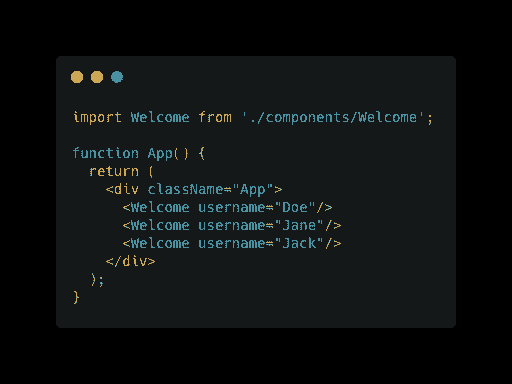 import Welcome from './components/Welcome';

function App() {
  return (
    <div className="App">
      <Welcome username="Doe"/>
      <Welcome username="Jane"/>
      <Welcome username="Jack"/>
    </div>
  );
}